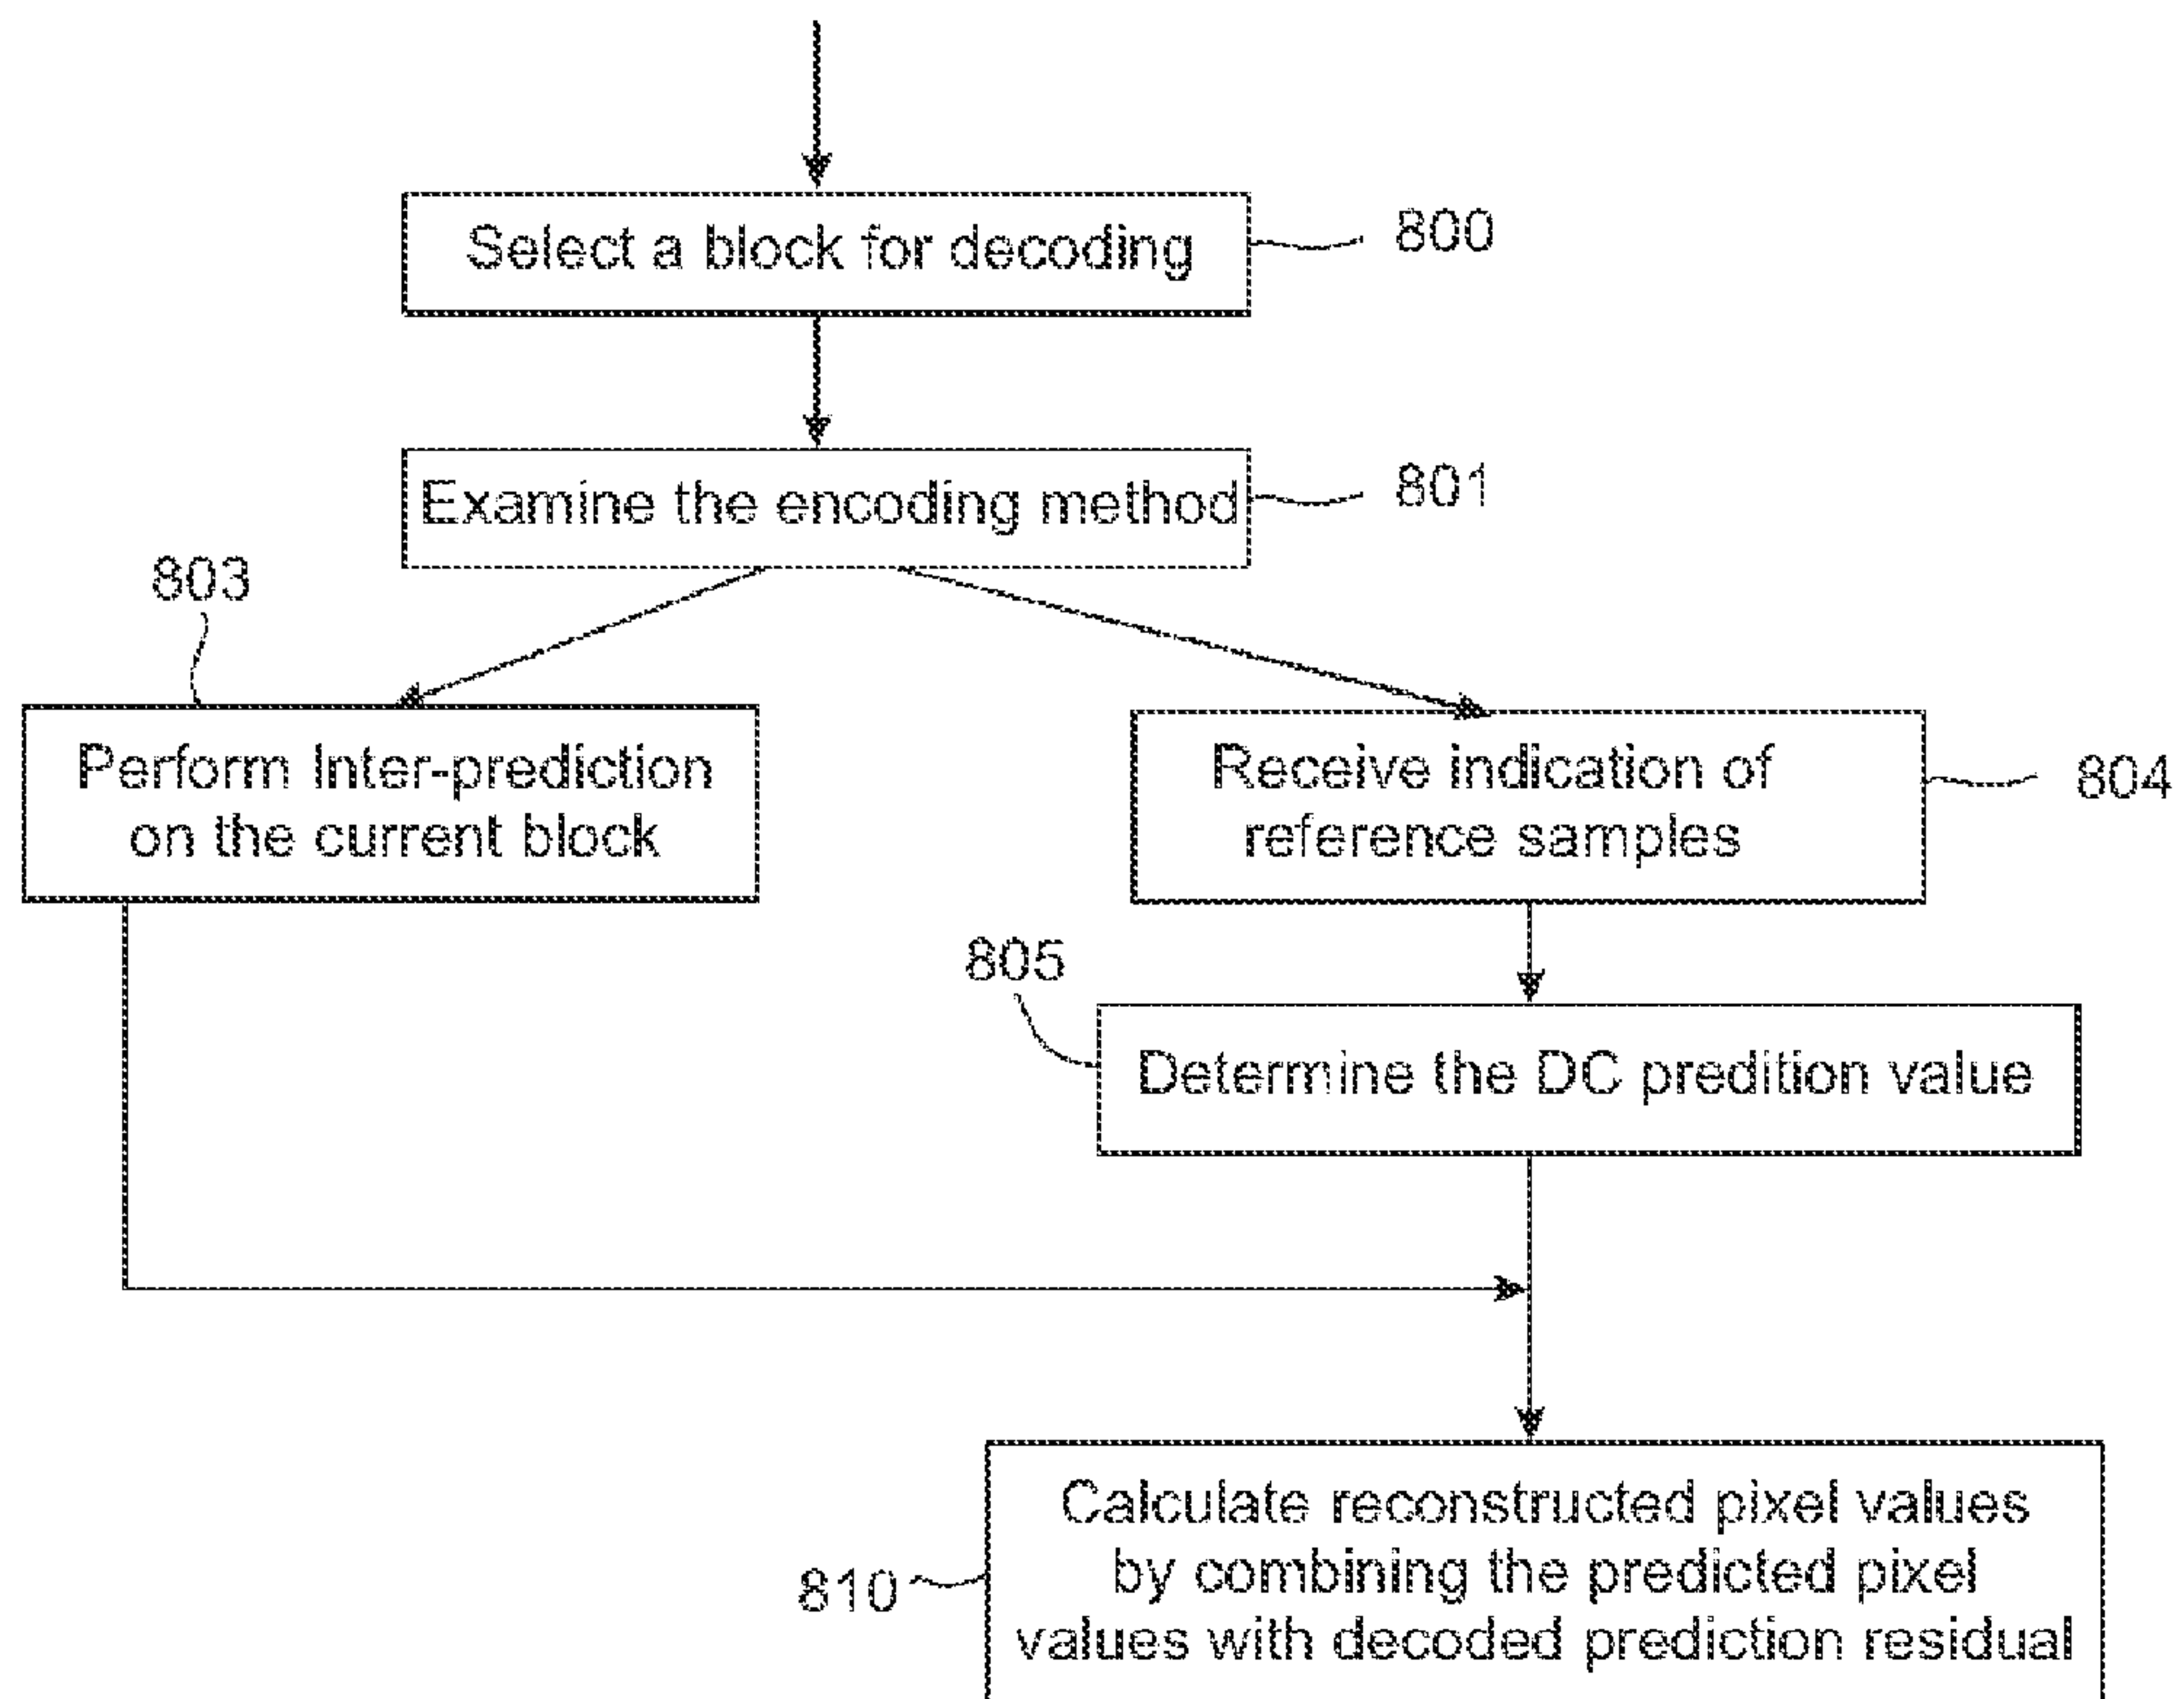 Select a block for decoding
800
Examine the encoding method
801
803
Perform Inter-prediction
on the current block
Receive indication of
reference samples
804
805
Determine the DC predition value
Calculate reconstructed pixel values
by combining the predicted pixel
values with decoded prediction residual
810